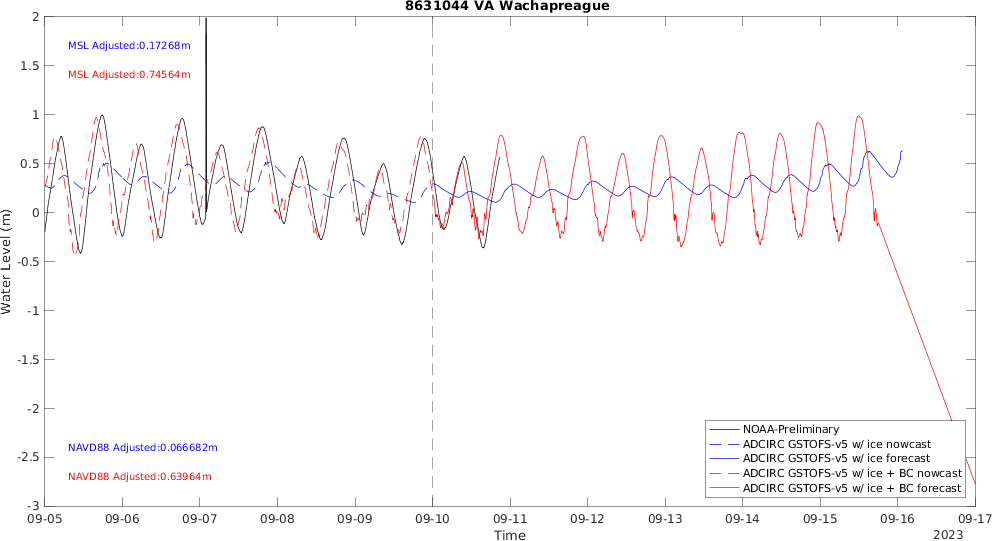 8631044 VA Wachapreague
MSL Adjusted:0.17268m
MSL Adjusted:0.74564m
NAVD88 Adjusted:0.066682m
NAVD88 Adjusted:0.63964m
Water Level (m)
2
1.5
1
0.5
0
-0.5
-1
-1.5
-2
-2.5
-3
NOAA-Preliminary
ADCIRC GSTOFS-v5 w/ ice nowcast
ADCIRC GSTOFS-v5 w/ ice forecast
ADCIRC GSTOFS-v5 w/ ice + BC nowcast
ADCIRC GSTOFS-v5 w/ ice + BC forecast
09-05 09-06 09-07 09-08 09-09 09-10 09-11 09-12 09-13 09-14 09-15 09-16 09-17
Time
2023